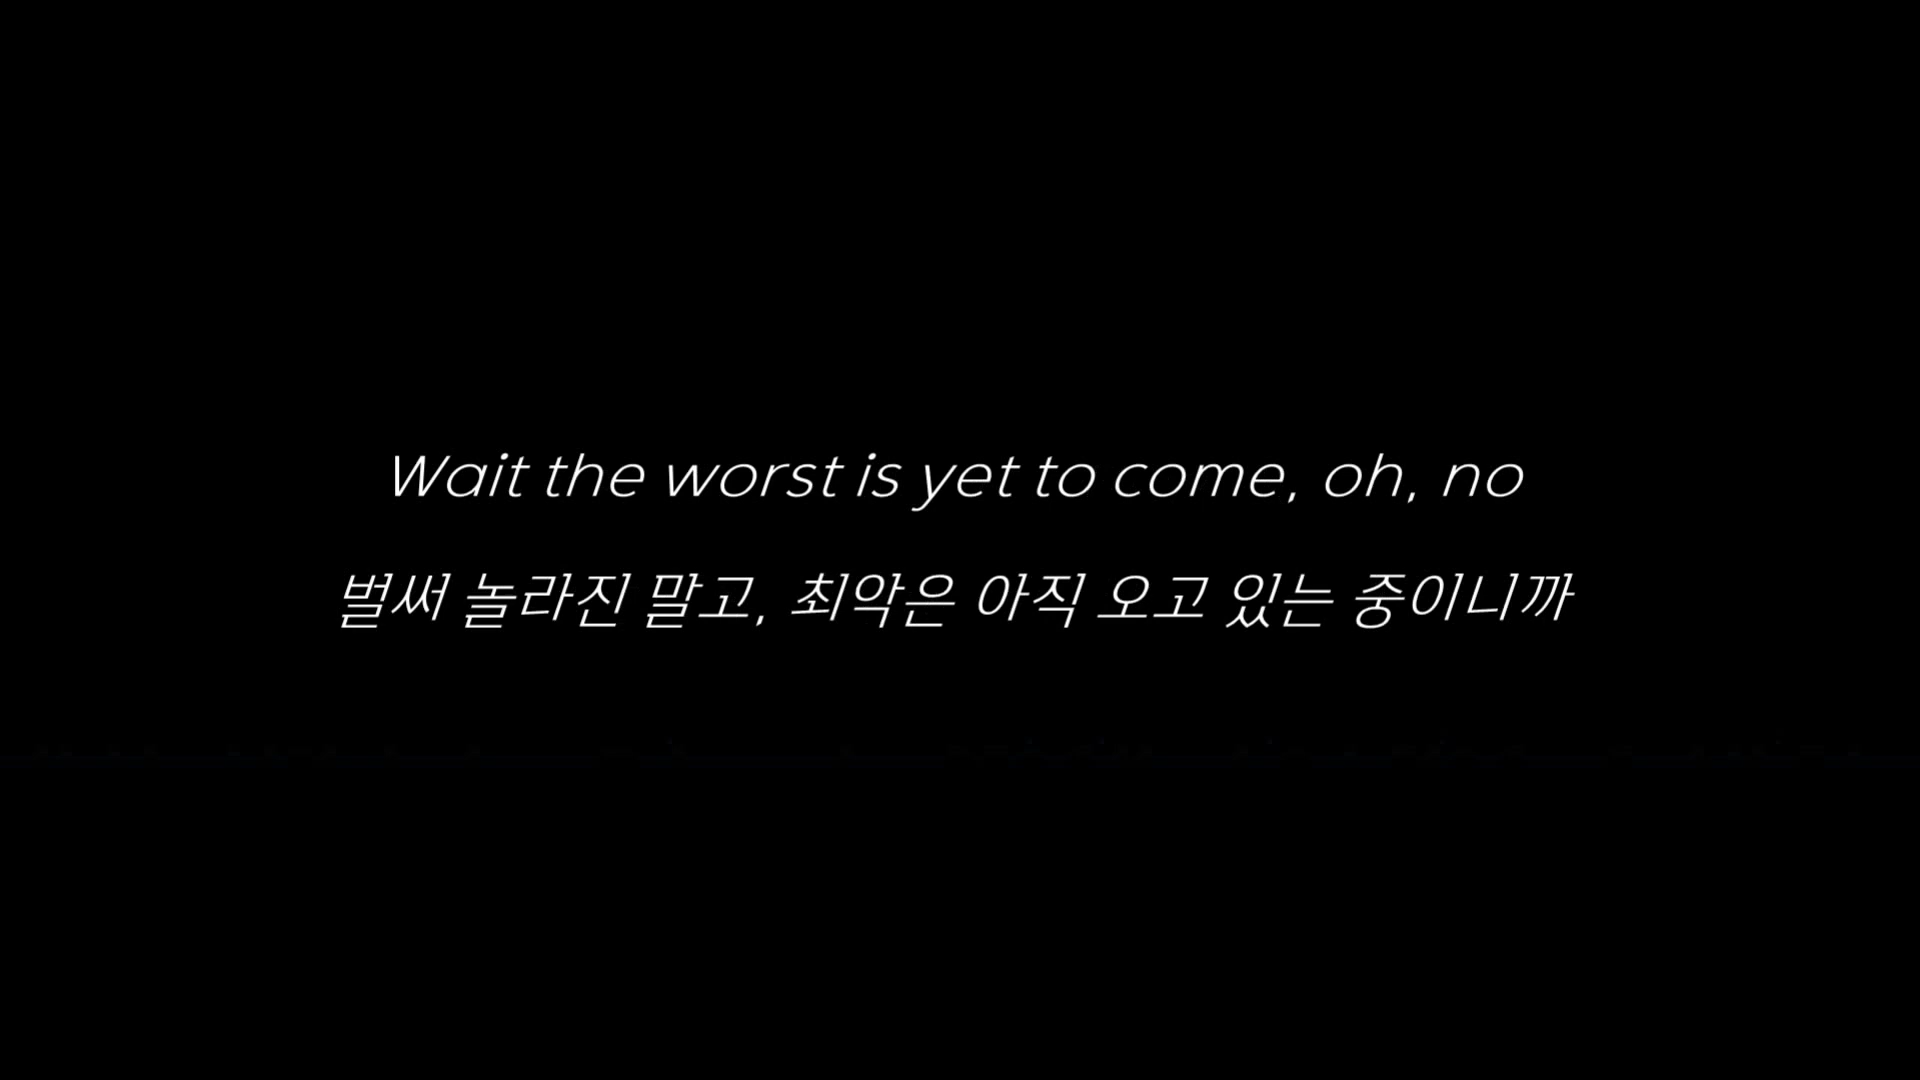 Wait the worst is yet to come, oh, no
벌써 놀라진 말고, 최악은 아직 오고 있는 중이니까